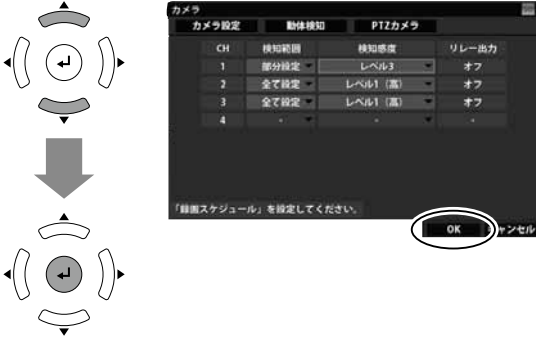 カメラ
カメラ設定 動体検知 PTZカメラ
CH 検知範囲 検知感度 リレー出力
1 部分設定 レベル3 オフ
2 全て設定 レベル1（高） オフ
3 全て設定 レベル1（高） オフ
4 - - -
「録画スケジュール」を設定してください。
OK キャンセル